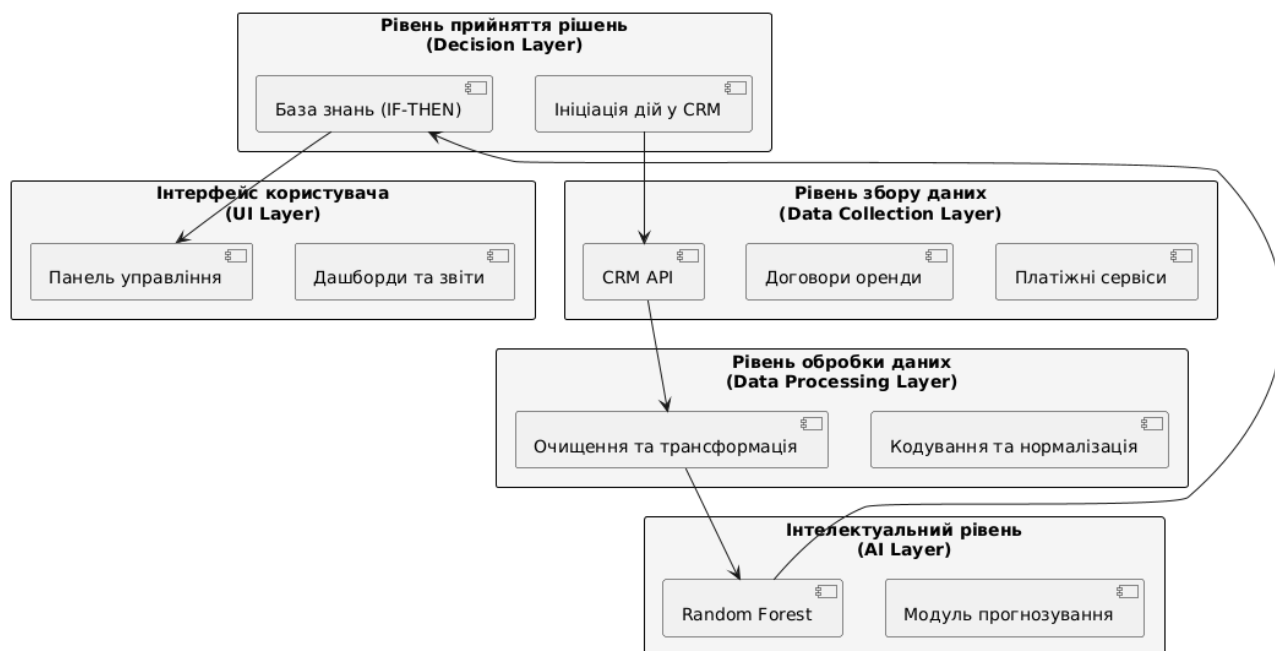 Рівень прийняття рішень
(Decision Layer)
База знань (IF-THEN)
Ініціація дій у CRM
Інтерфейс користувача
(UI Layer)
Панель управління
Дашборди та звіти
Рівень збору даних
(Data Collection Layer)
CRM API
Договори оренди
Платіжні сервіси
Рівень обробки даних
(Data Processing Layer)
Очищення та трансформація
Кодування та нормалізація
Інтелектуальний рівень
(AI Layer)
Random Forest
Модуль прогнозування